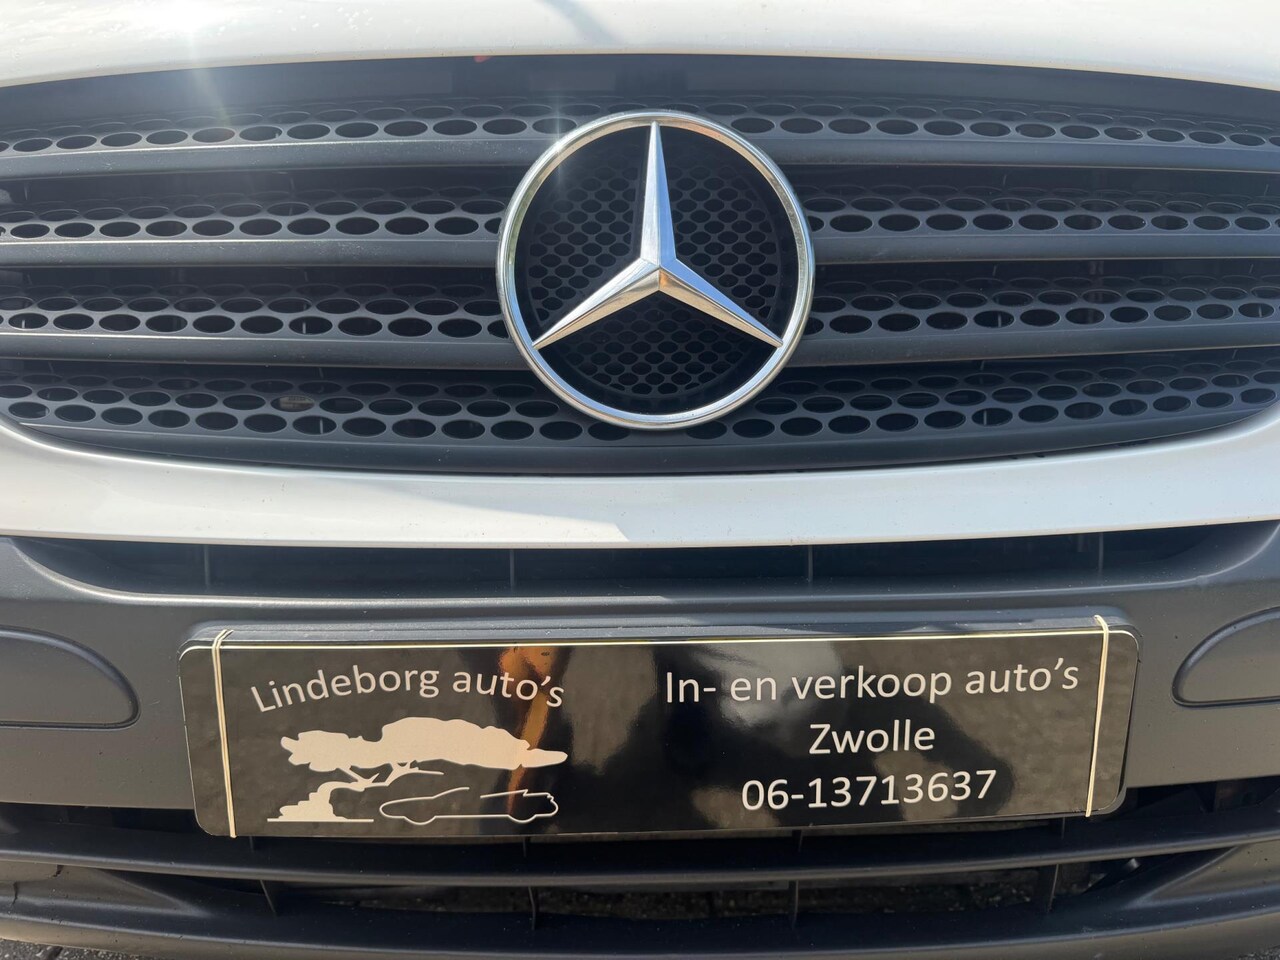 Lindeborg auto's
In- en verkoop auto's
Zwolle
06-13713637